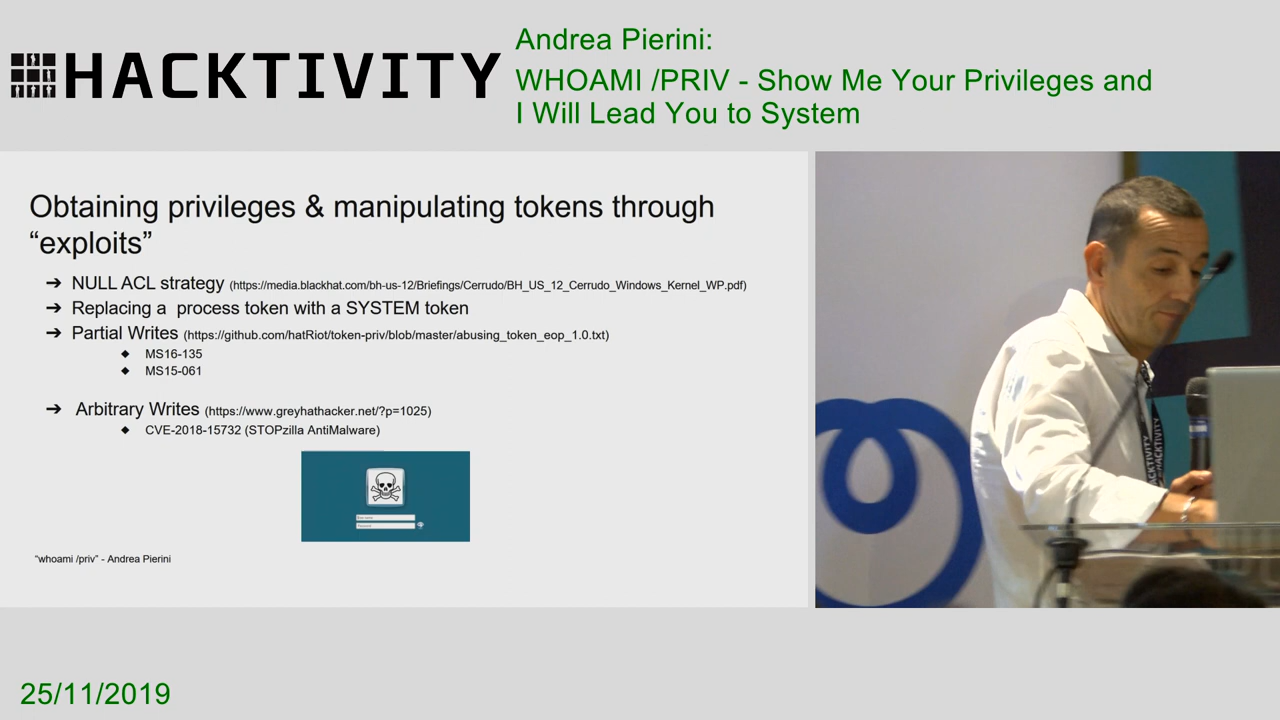 HACKTIVITY
Andrea Pierini:
WHOAMI /PRIV - Show Me Your Privileges and
I Will Lead You to System
Obtaining privileges & manipulating tokens through
“exploits”
➔ NULL ACL strategy (https://media.blackhat.com/bh-us-12/Briefings/Cerrudo/BH_US_12_Cerrudo_Windows_Kernel_WP.pdf)
➔ Replacing a process token with a SYSTEM token
➔ Partial Writes (https://github.com/hatRiot/token-priv/blob/master/abusing_token_eop_1.0.txt)
◆ MS16-135
◆ MS15-061
➔ Arbitrary Writes (https://www.greyhathacker.net/?p=1025)
◆ CVE-2018-15732 (STOPzilla AntiMalware)
“whoami /priv” - Andrea Pierini
HACKTIVITY
HACKTIVITY
25/11/2019